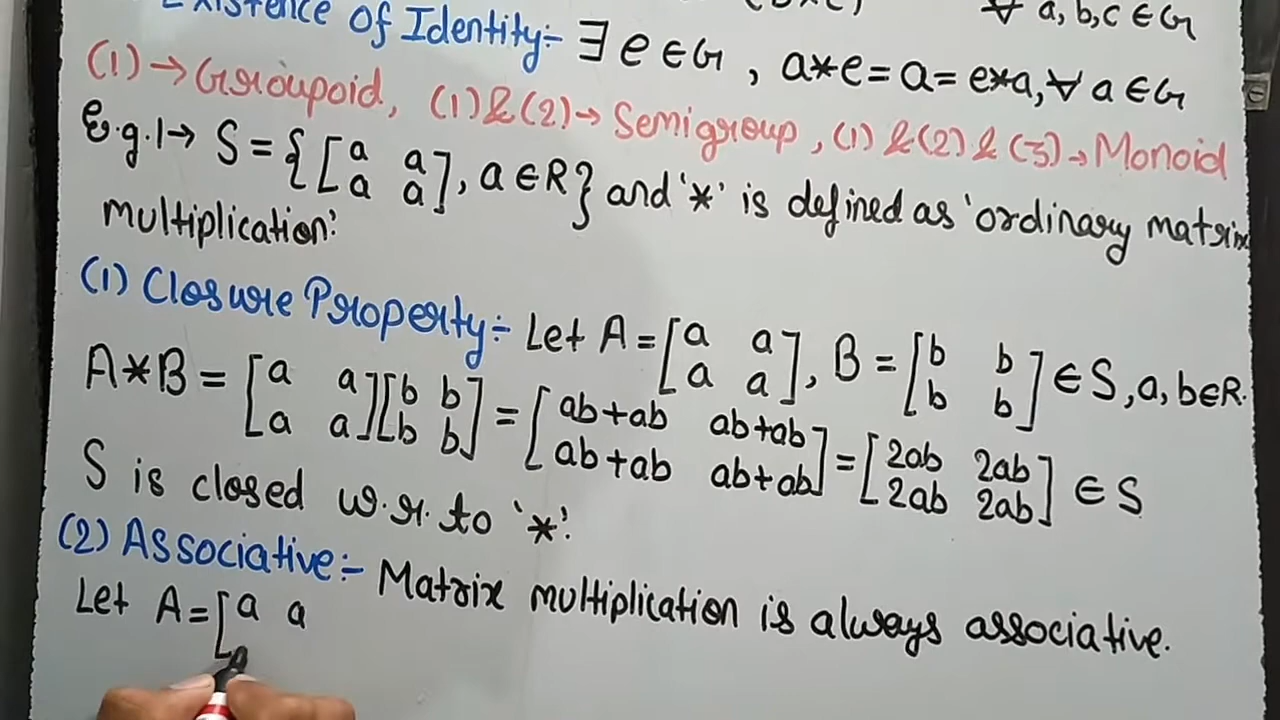 Existence of Identity:- ∃ e ∈ G, a*e = a = e*a, ∀ a ∈ G
∀ a, b, c ∈ G
(1) → Groupoid, (1) & (2) → Semigroup, (1) & (2) & (3) → Monoid
E.g.1→ S = {[a a
a a], a ∈ R} and '*' is defined as 'ordinary matrix
multiplication'.
(1) Closure Property:- Let A = [a a
a a], B = [b b
b b] ∈ S, a, b ∈ R.
A*B = [a a
a a][b b
b b] = [ab+ab ab+ab
ab+ab ab+ab] = [2ab 2ab
2ab 2ab] ∈ S
S is closed w.r. to '*'.
(2) Associative:- Matrix multiplication is always associative.
Let A = [a a